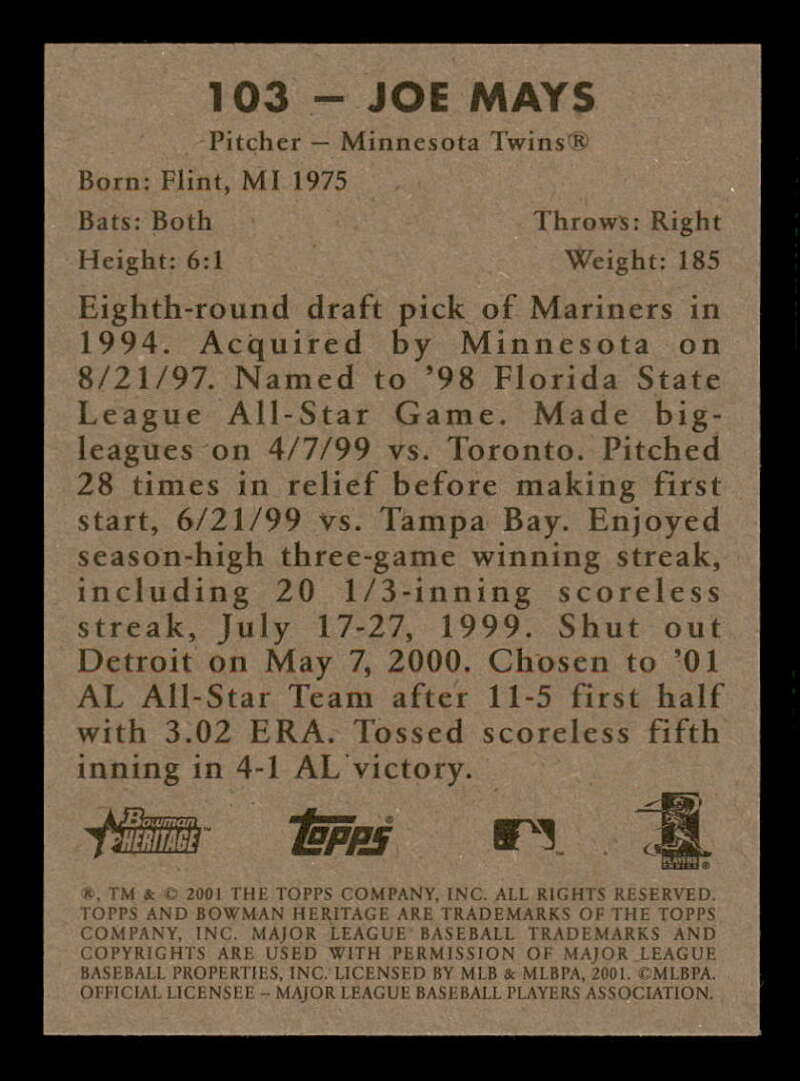 103 – JOE MAYS
Pitcher – Minnesota Twins®
Born: Flint, MI 1975
Bats: Both Throws: Right
Height: 6:1 Weight: 185
Eighth-round draft pick of Mariners in
1994. Acquired by Minnesota on
8/21/97. Named to ’98 Florida State
League All-Star Game. Made big-
leagues on 4/7/99 vs. Toronto. Pitched
28 times in relief before making first
start, 6/21/99 vs. Tampa Bay. Enjoyed
season-high three-game winning streak,
including 20 1/3-inning scoreless
streak, July 17-27, 1999. Shut out
Detroit on May 7, 2000. Chosen to ’01
AL All-Star Team after 11-5 first half
with 3.02 ERA. Tossed scoreless fifth
inning in 4-1 AL victory.
Bowman
HERITAGE™
TOPPS®
PLAYERS
CHOICE®
®, TM & © 2001 THE TOPPS COMPANY, INC. ALL RIGHTS RESERVED.
TOPPS AND BOWMAN HERITAGE ARE TRADEMARKS OF THE TOPPS
COMPANY, INC. MAJOR LEAGUE BASEBALL TRADEMARKS AND
COPYRIGHTS ARE USED WITH PERMISSION OF MAJOR LEAGUE
BASEBALL PROPERTIES, INC. LICENSED BY MLB & MLBPA, 2001. ©MLBPA.
OFFICIAL LICENSEE – MAJOR LEAGUE BASEBALL PLAYERS ASSOCIATION.